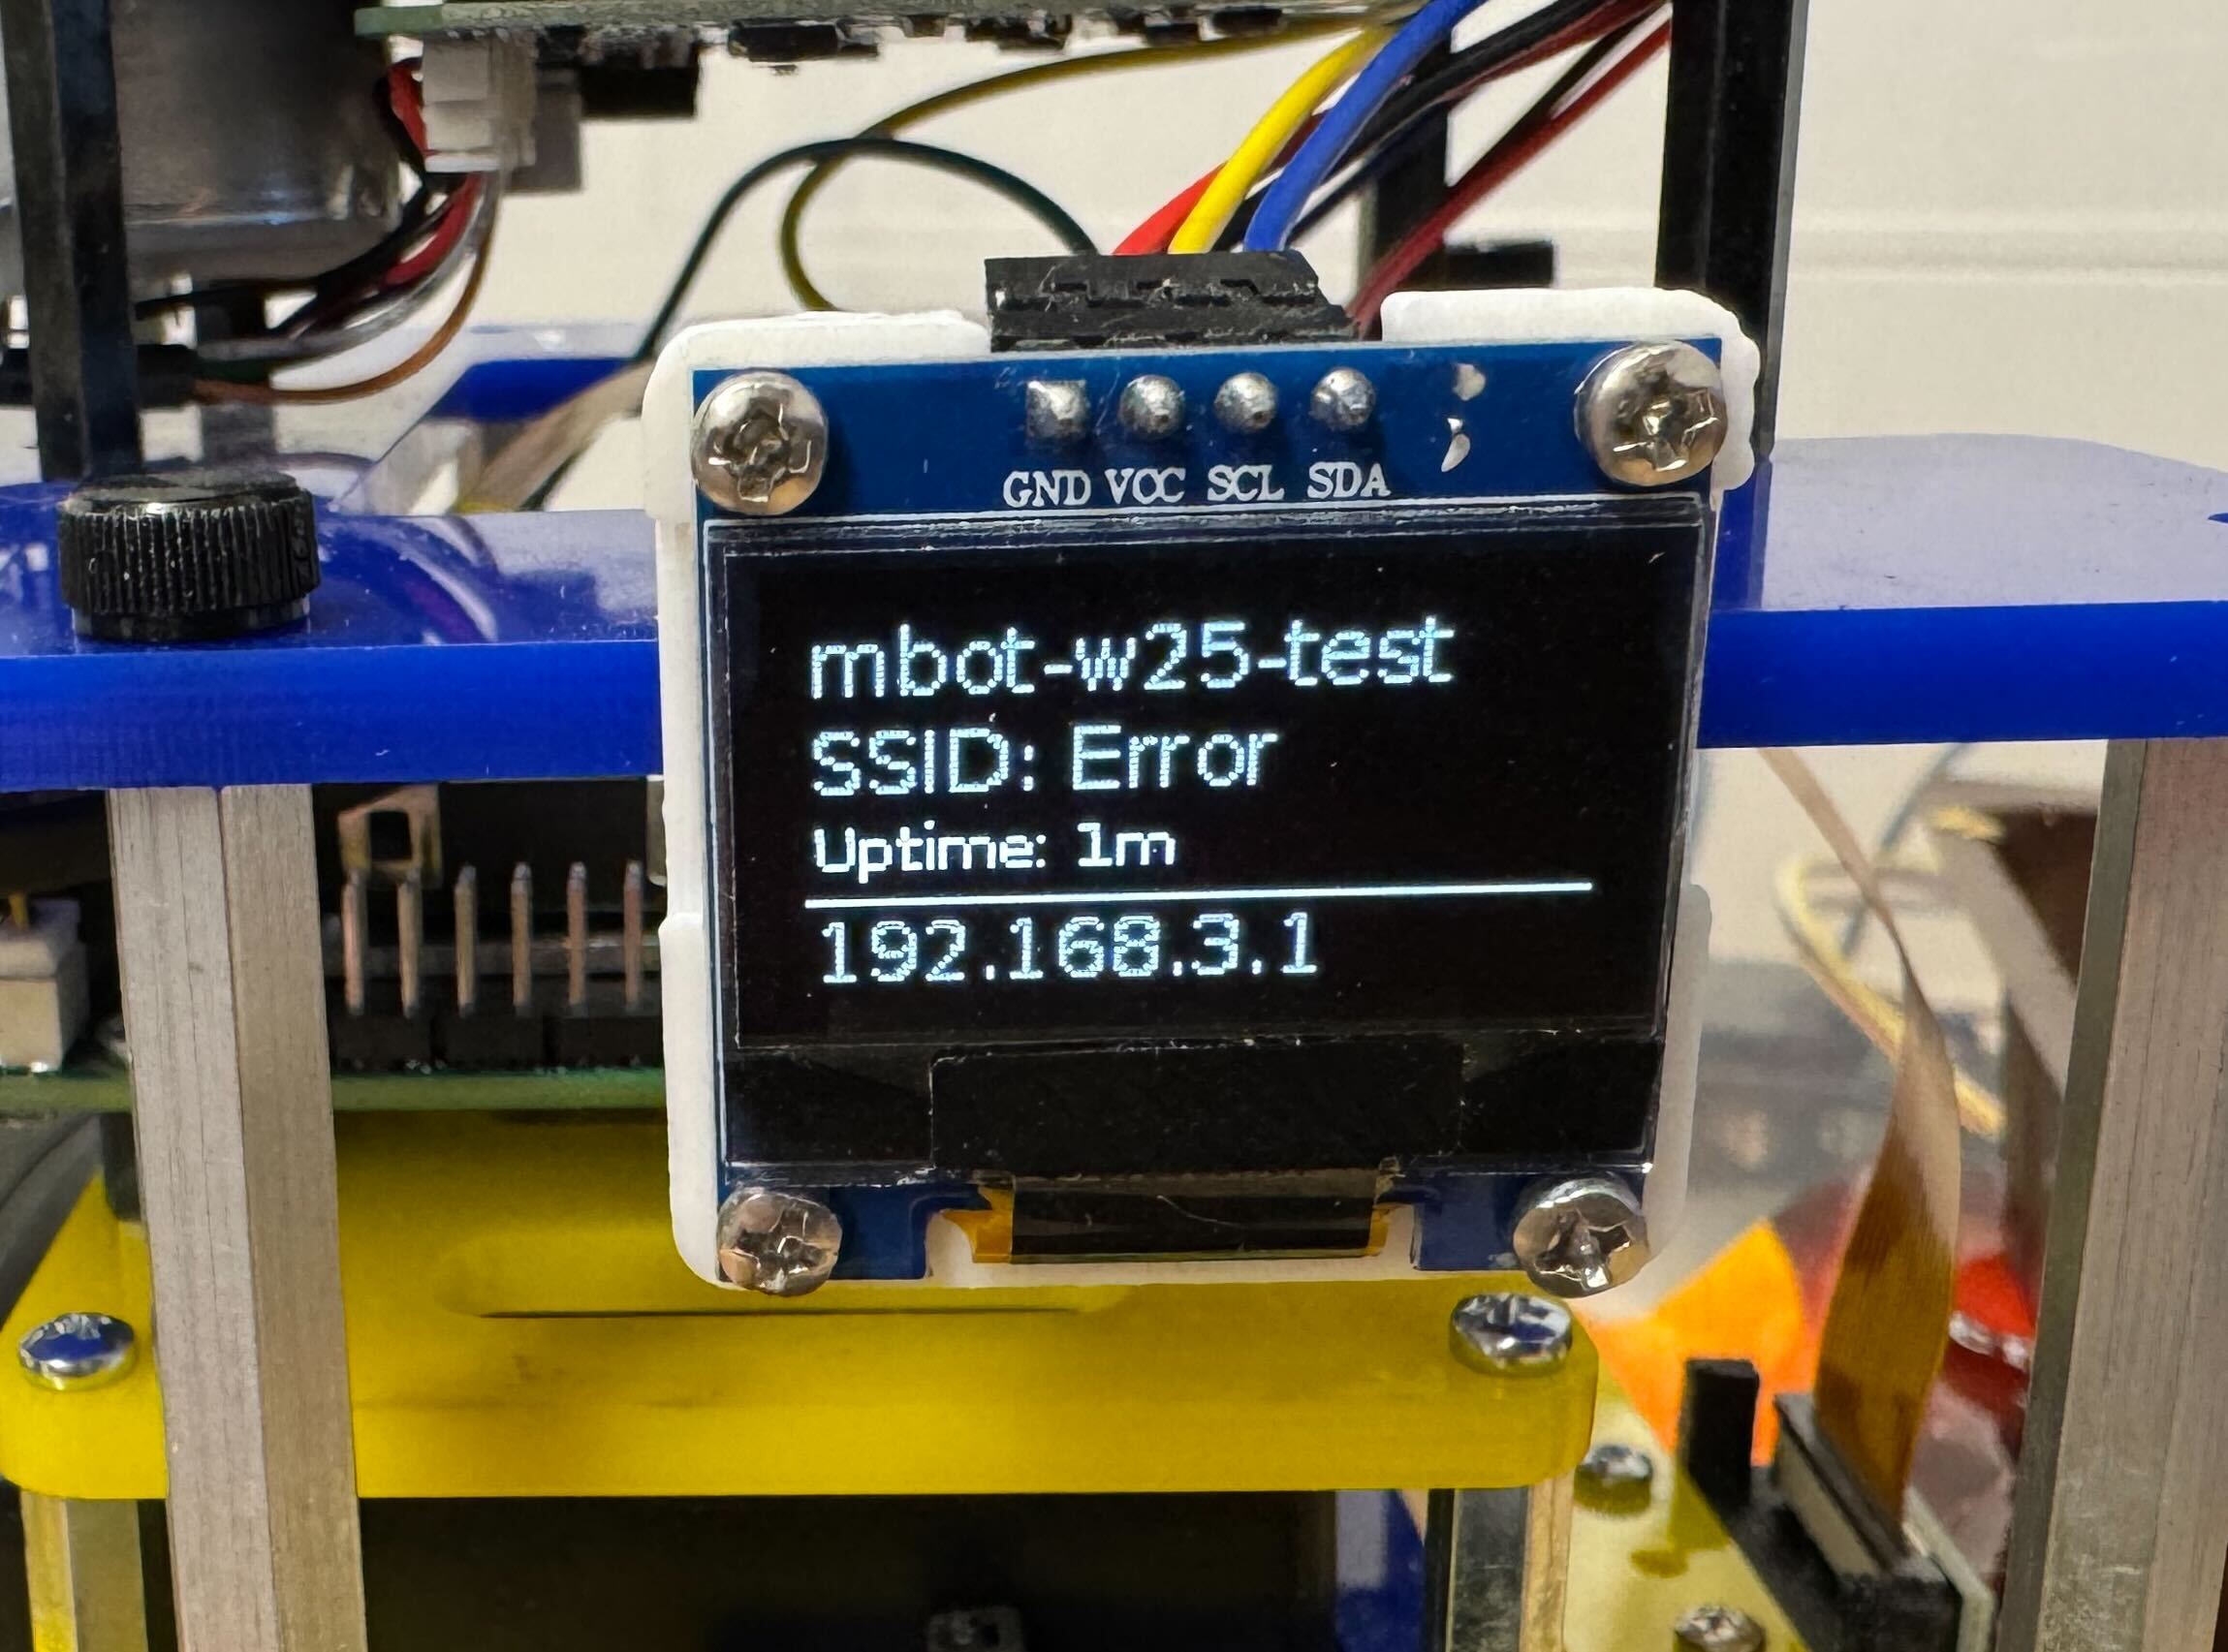 GND VCC SCL SDA
mbot-w25-test
SSID: Error
Uptime: 1m
192.168.3.1